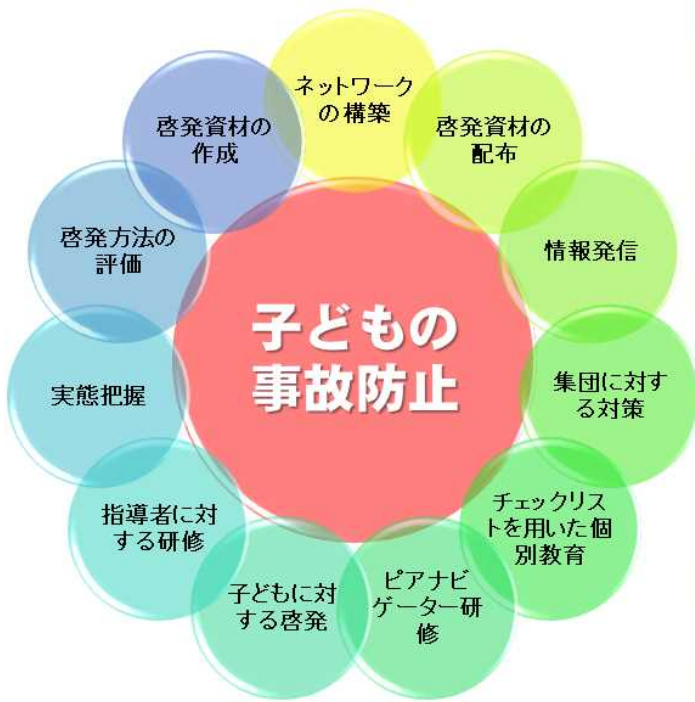 ネットワーク
の構築
啓発資材の
配布
情報発信
集団に対す
る対策
チェックリス
トを用いた個
別教育
ピアナビ
ゲーター研
修
子どもに対
する啓発
指導者に対
する研修
実態把握
啓発方法の
評価
啓発資材の
作成
子どもの
事故防止